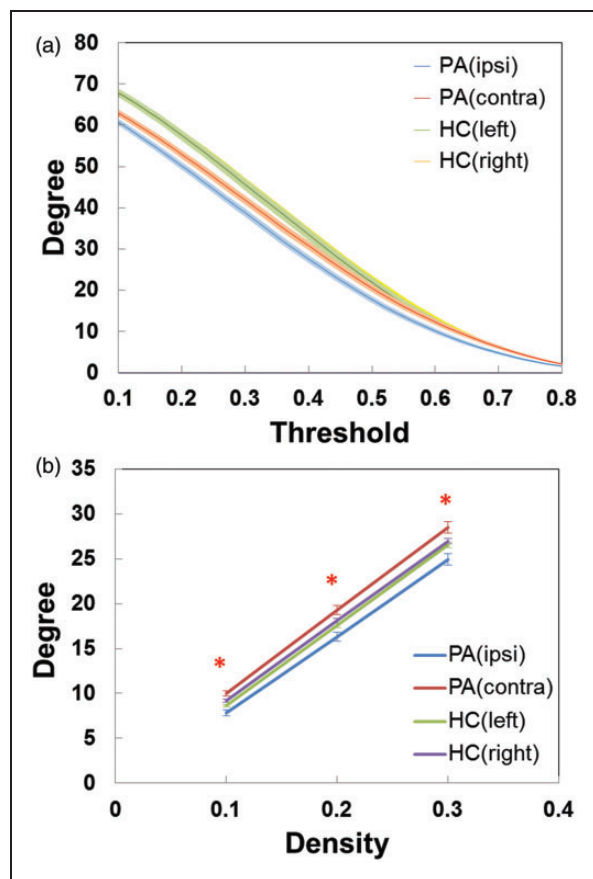 (a)
80
70
60
50
40
30
20
10
0
Degree
PA(ipsi)
PA(contra)
HC(left)
HC(right)
0.1 0.2 0.3 0.4 0.5 0.6 0.7 0.8
Threshold
(b)
35
30
25
20
15
10
5
0
Degree
*
*
*
PA(ipsi)
PA(contra)
HC(left)
HC(right)
0 0.1 0.2 0.3 0.4
Density